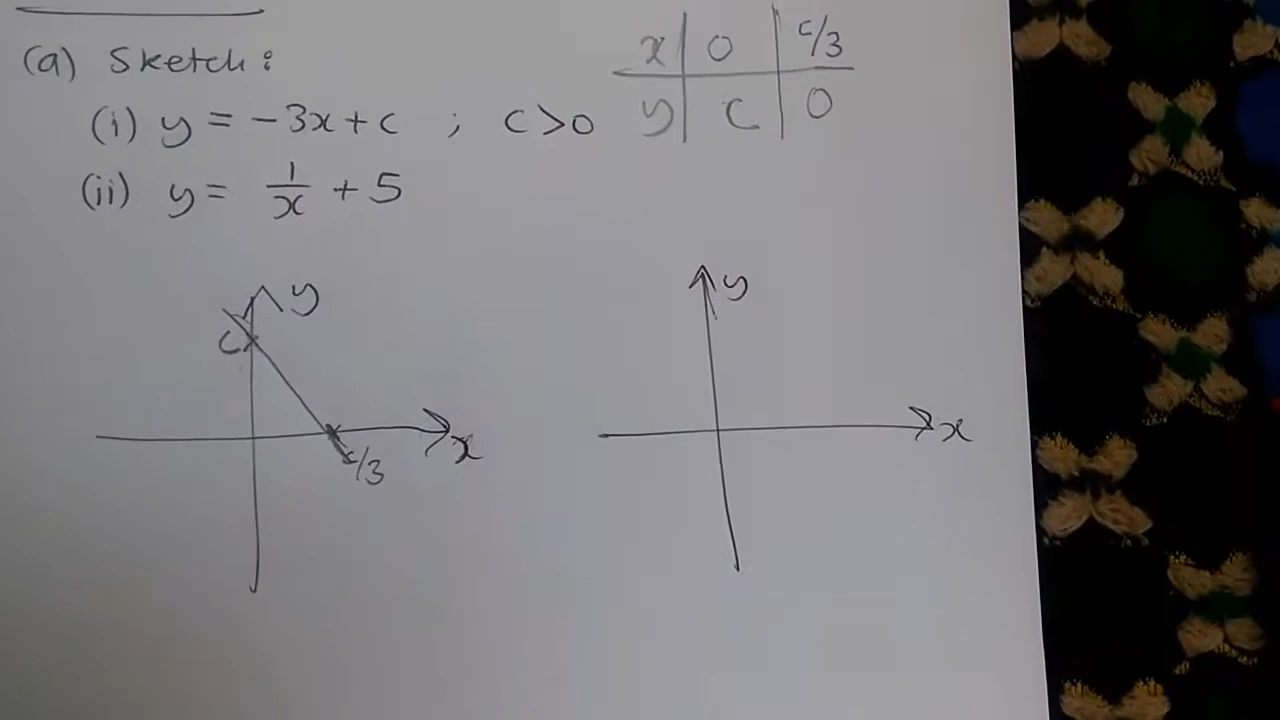 (a) Sketch:
(i) y = -3x + c ; c > 0
(ii) y = 1/x + 5
x | 0 | c/3
y | c | 0
y
c
c/3
x
y
x